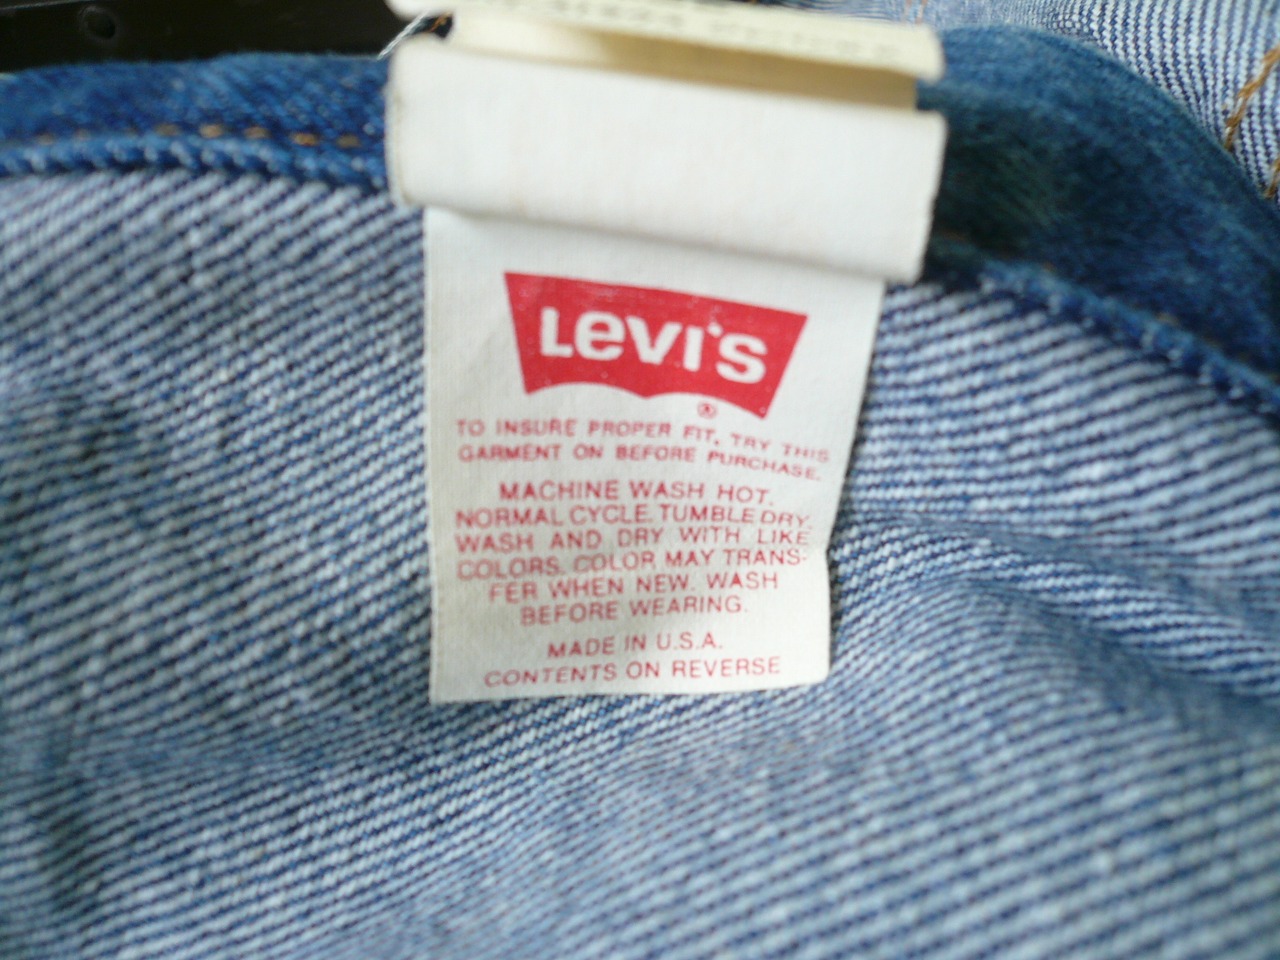 Levi's
®
TO INSURE PROPER FIT, TRY THIS
GARMENT ON BEFORE PURCHASE.
MACHINE WASH HOT.
NORMAL CYCLE. TUMBLE DRY.
WASH AND DRY WITH LIKE
COLORS. COLOR MAY TRANS-
FER WHEN NEW. WASH
BEFORE WEARING.
MADE IN U.S.A.
CONTENTS ON REVERSE